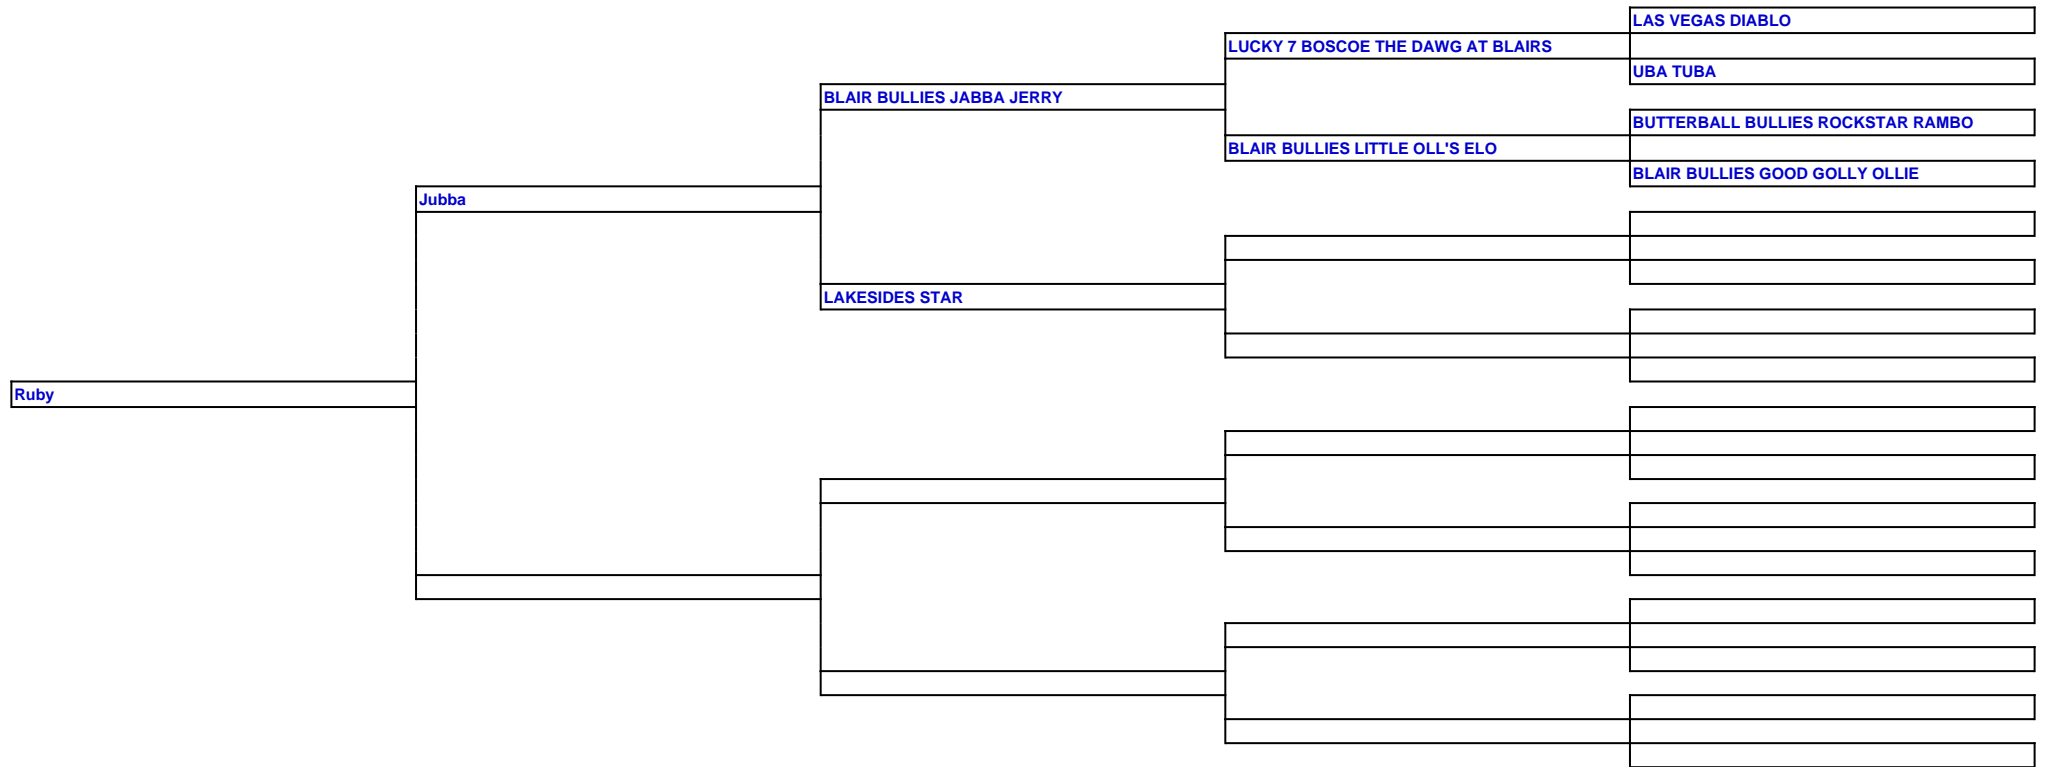 LAS VEGAS DIABLO
LUCKY 7 BOSCOE THE DAWG AT BLAIRS
UBA TUBA
BLAIR BULLIES JABBA JERRY
BUTTERBALL BULLIES ROCKSTAR RAMBO
BLAIR BULLIES LITTLE OLL'S ELO
BLAIR BULLIES GOOD GOLLY OLLIE
Jubba
LAKESIDES STAR
Ruby